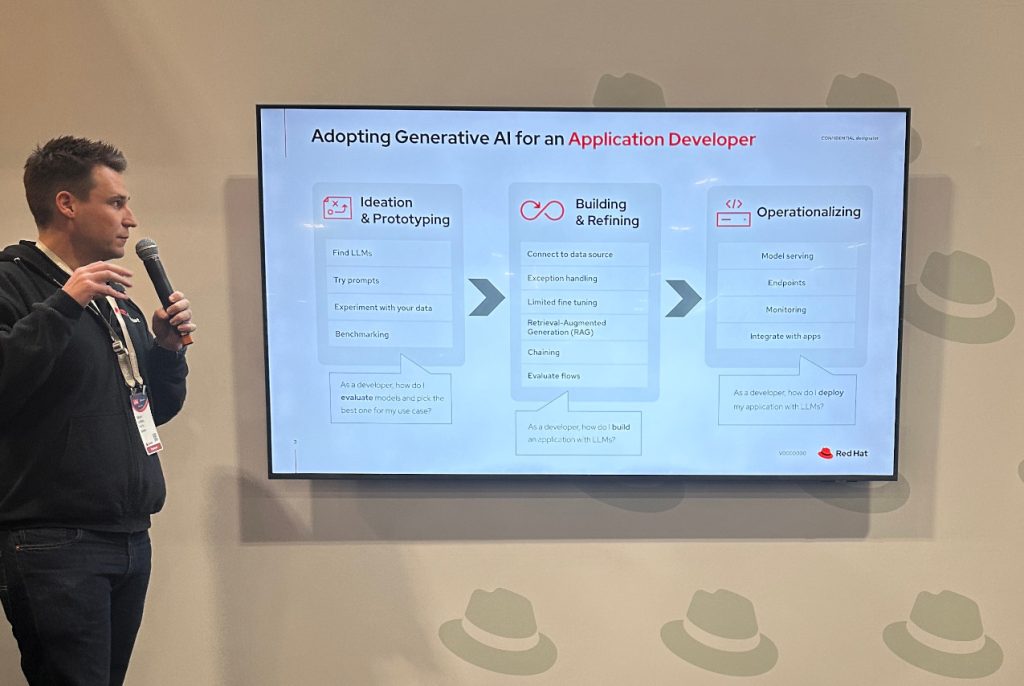 Adopting Generative AI for an Application Developer
CONFIDENTIAL designator
Ideation
& Prototyping
Find LLMs
Try prompts
Experiment with your data
Benchmarking
As a developer, how do I
evaluate models and pick the
best one for my use case?
Building
& Refining
Connect to data source
Exception handling
Limited fine tuning
Retrieval-Augmented
Generation (RAG)
Chaining
Evaluate flows
As a developer, how do I build
an application with LLMs?
Operationalizing
Model serving
Endpoints
Monitoring
Integrate with apps
As a developer, how do I deploy
my application with LLMs?
Red Hat